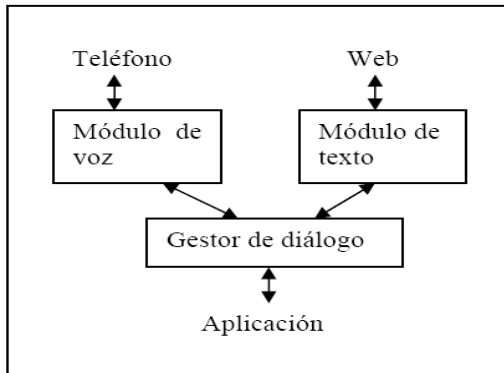 Teléfono
Web
Módulo de
voz
Módulo de
texto
Gestor de diálogo
Aplicación